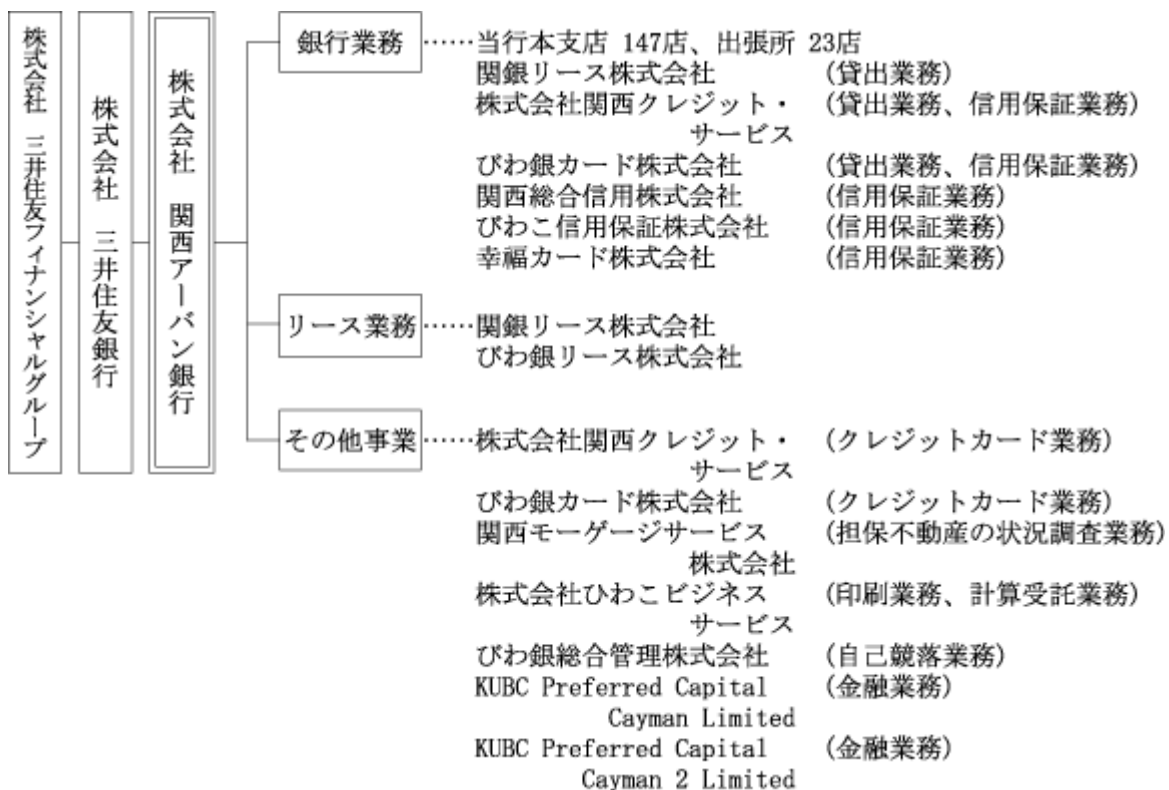 株式会社 三井住友フィナンシャルグループ
株式会社 三井住友銀行
株式会社 関西アーバン銀行
銀行業務 ……当行本支店 147店、出張所 23店
関銀リース株式会社 (貸出業務)
株式会社関西クレジット・ (貸出業務、信用保証業務)
サービス
びわ銀カード株式会社 (貸出業務、信用保証業務)
関西総合信用株式会社 (信用保証業務)
びわこ信用保証株式会社 (信用保証業務)
幸福カード株式会社 (信用保証業務)
リース業務 ……関銀リース株式会社
びわ銀リース株式会社
その他事業 ……株式会社関西クレジット・ (クレジットカード業務)
サービス
びわ銀カード株式会社 (クレジットカード業務)
関西モーゲージサービス (担保不動産の状況調査業務)
株式会社
株式会社びわこビジネス (印刷業務、計算受託業務)
サービス
びわ銀総合管理株式会社 (自己競落業務)
KUBC Preferred Capital (金融業務)
Cayman Limited
KUBC Preferred Capital (金融業務)
Cayman 2 Limited